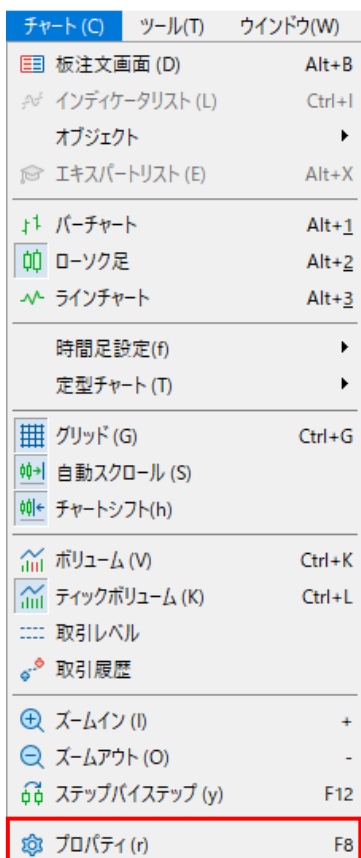 チャート (C) ツール(T) ウインドウ(W)
板注文画面 (D) Alt+B
インディケータリスト (L) Ctrl+I
オブジェクト
エキスパートリスト (E) Alt+X
バーチャート Alt+1
ローソク足 Alt+2
ラインチャート Alt+3
時間足設定(f)
定型チャート (T)
グリッド (G) Ctrl+G
自動スクロール (S)
チャートシフト(h)
ボリューム (V) Ctrl+K
ティックボリューム (K) Ctrl+L
取引レベル
取引履歴
ズームイン (I) +
ズームアウト (O) -
ステップバイステップ (y) F12
プロパティ (r) F8